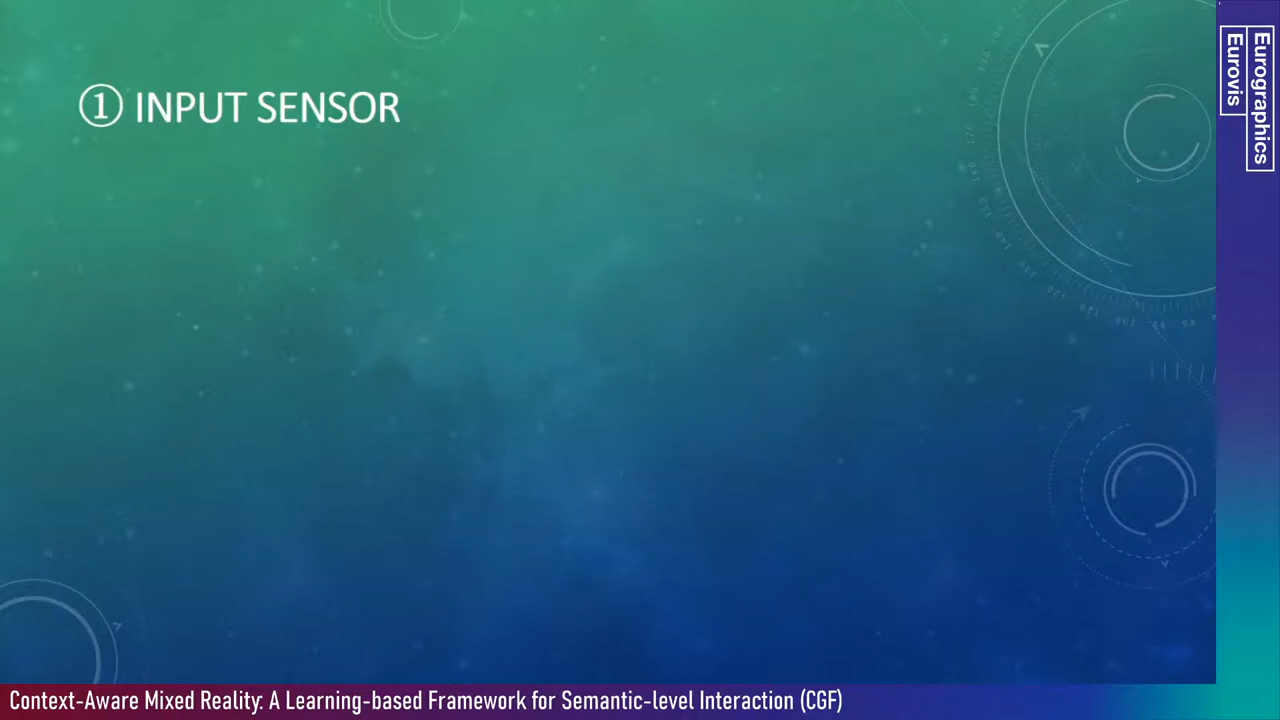 ① INPUT SENSOR
Eurographics
Eurovis
Context-Aware Mixed Reality: A Learning-based Framework for Semantic-level Interaction (CGF)